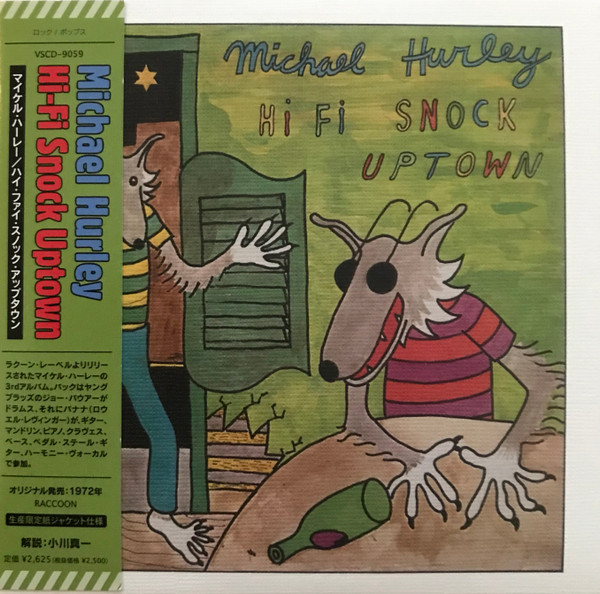 ロック / ポップス
VSCD-9059
Michael Hurley
Hi-Fi Snock Uptown
マイケル・ハーレー/ハイ・ファイ・スノック・アップタウン
ラクーン・レーベルよりリリー
スされたマイケル・ハーレーの
3rdアルバム。バックはヤング
ブラッズのジョー・バウアーが
ドラムス、それにバナナ(ロウ
エル・レヴィンガー)が、ギター、
マンドリン、ピアノ、クラヴェス、
ベース、ペダル・スチール・ギ
ター、ハーモニー・ヴォーカル
で参加。
オリジナル発売:1972年
RACCOON
生産限定紙ジャケット仕様
解説:小川真一
定価 ¥2,625(税抜価格 ¥2,500)
Michael Hurley
Hi Fi SNOCK
UPTOWN